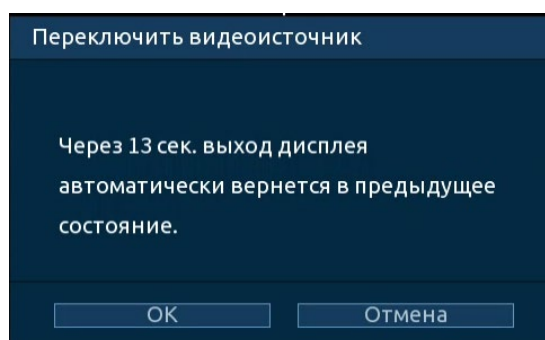 Переключить видеоисточник
Через 13 сек. выход дисплея
автоматически вернется в предыдущее
состояние.
OK Отмена